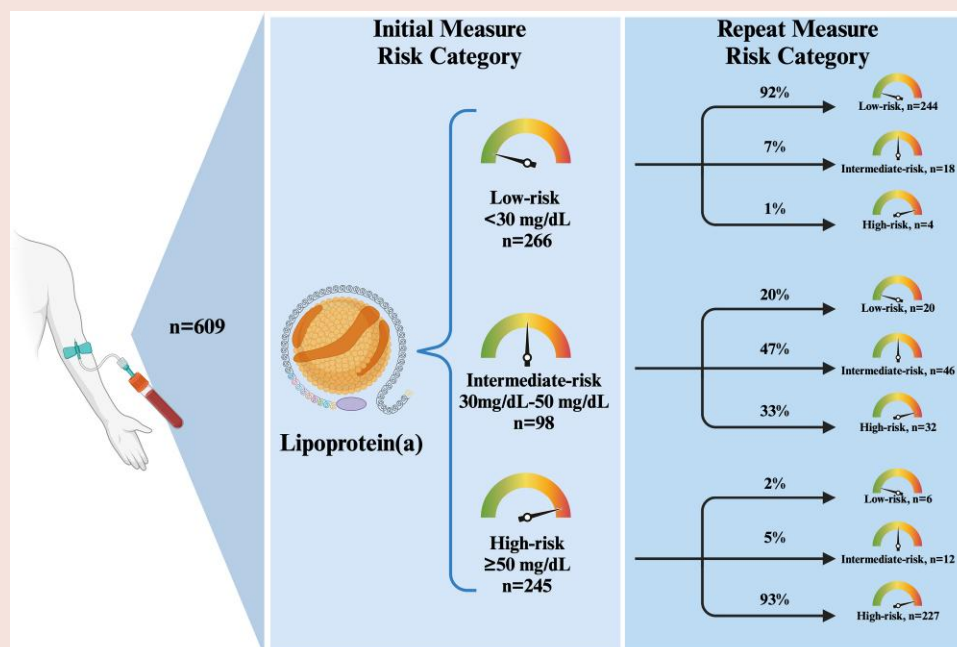 Initial Measure
Risk Category
Repeat Measure
Risk Category
n=609
Lipoprotein(a)
Low-risk
<30 mg/dL
n=266
92%
Low-risk, n=244
7%
Intermediate-risk, n=18
1%
High-risk, n=4
Intermediate-risk
30mg/dL-50 mg/dL
n=98
20%
Low-risk, n=20
47%
Intermediate-risk, n=46
33%
High-risk, n=32
High-risk
≥50 mg/dL
n=245
2%
Low-risk, n=6
5%
Intermediate-risk, n=12
93%
High-risk, n=227